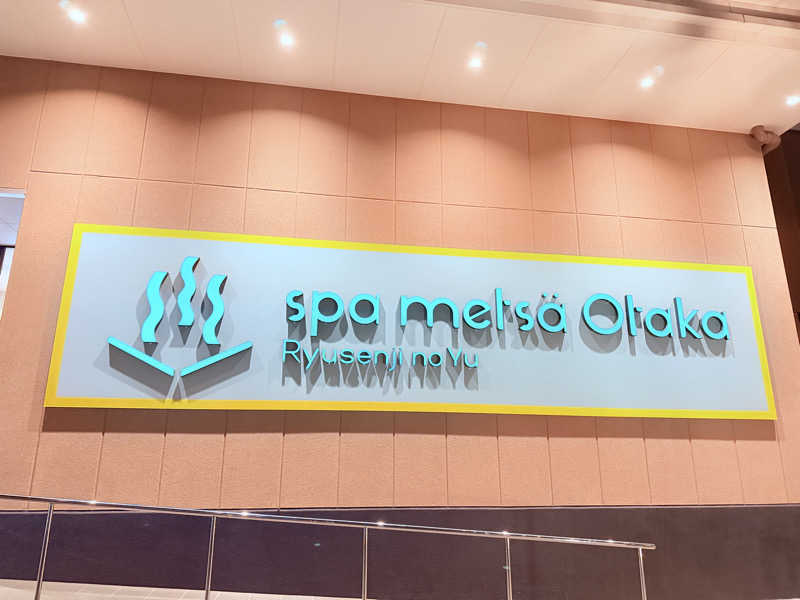 spa metsä Otaka
Ryusenji no Yu